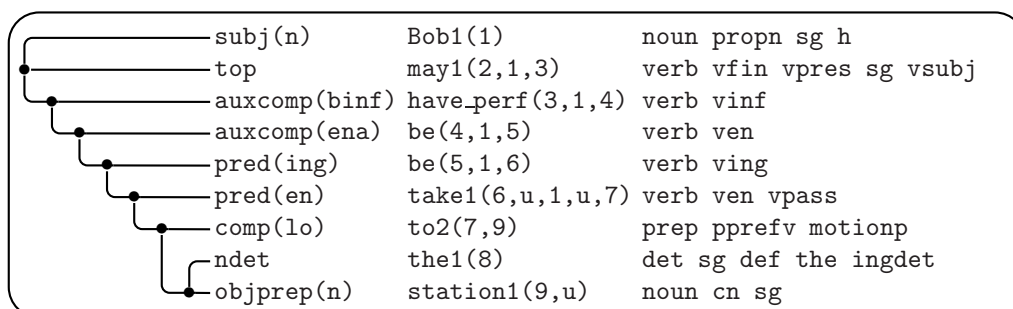 subj(n) Bob1(1) noun propn sg h
top may1(2,1,3) verb vfin vpres sg vsubj
auxcomp(binf) have_perf(3,1,4) verb vinf
auxcomp(ena) be(4,1,5) verb ven
pred(ing) be(5,1,6) verb ving
pred(en) take1(6,u,1,u,7) verb ven vpass
comp(lo) to2(7,9) prep pprefv motionp
ndet the1(8) det sg def the ingdet
objprep(n) station1(9,u) noun cn sg